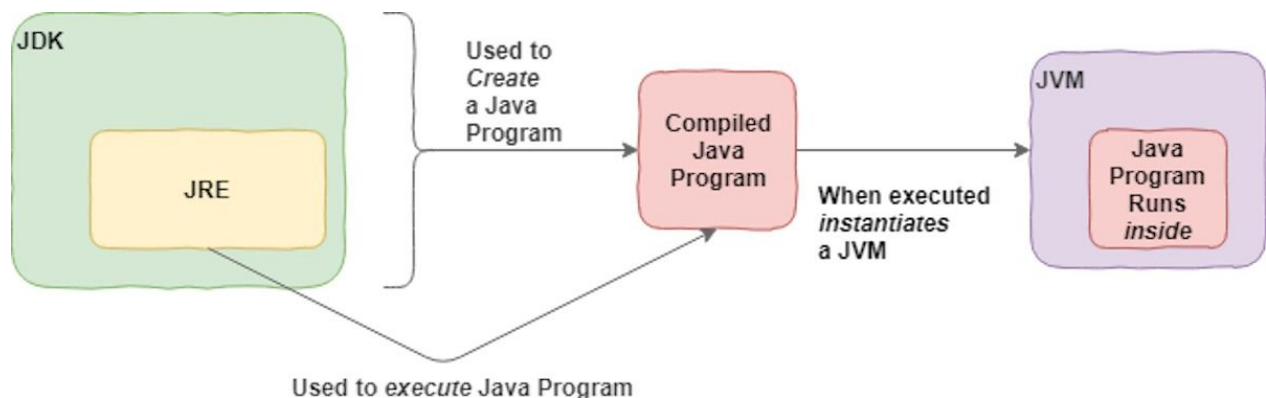 JDK
JRE
Used to
Create
a Java
Program
Compiled
Java
Program
When executed
instantiates
a JVM
JVM
Java
Program
Runs
inside
Used to execute Java Program